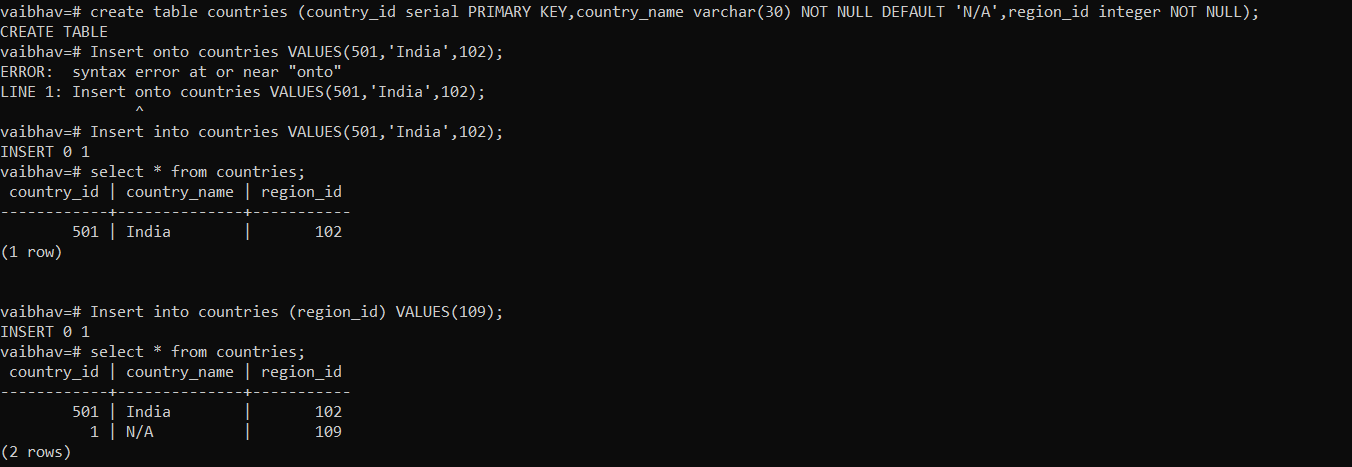 vaibhav=# create table countries (country_id serial PRIMARY KEY,country_name varchar(30) NOT NULL DEFAULT 'N/A',region_id integer NOT NULL);
CREATE TABLE
vaibhav=# Insert onto countries VALUES(501,'India',102);
ERROR:  syntax error at or near "onto"
LINE 1: Insert onto countries VALUES(501,'India',102);
               ^
vaibhav=# Insert into countries VALUES(501,'India',102);
INSERT 0 1
vaibhav=# select * from countries;
 country_id | country_name | region_id
------------+--------------+-----------
        501 | India        |       102
(1 row)
vaibhav=# Insert into countries (region_id) VALUES(109);
INSERT 0 1
vaibhav=# select * from countries;
 country_id | country_name | region_id
------------+--------------+-----------
        501 | India        |       102
          1 | N/A          |       109
(2 rows)